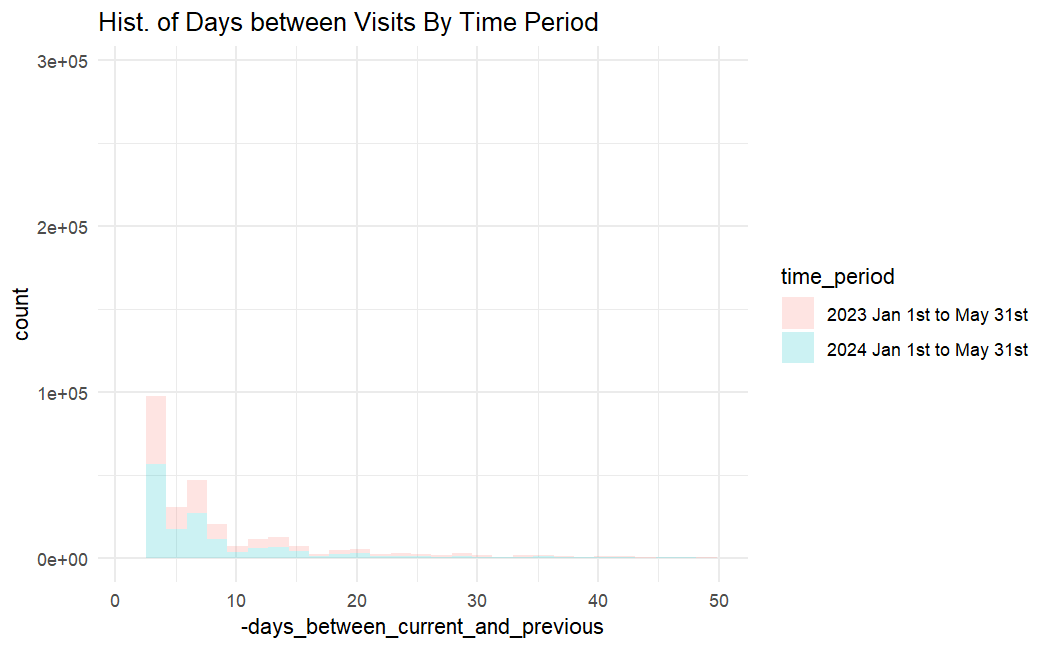 Hist. of Days between Visits By Time Period
3e+05
2e+05
1e+05
0e+00
count
0 10 20 30 40 50
-days_between_current_and_previous
time_period
2023 Jan 1st to May 31st
2024 Jan 1st to May 31st